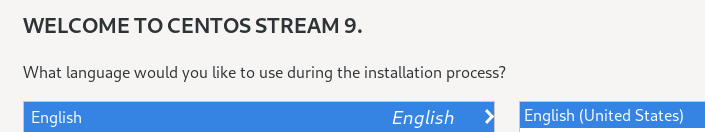 WELCOME TO CENTOS STREAM 9.
What language would you like to use during the installation process?
English English English (United States)